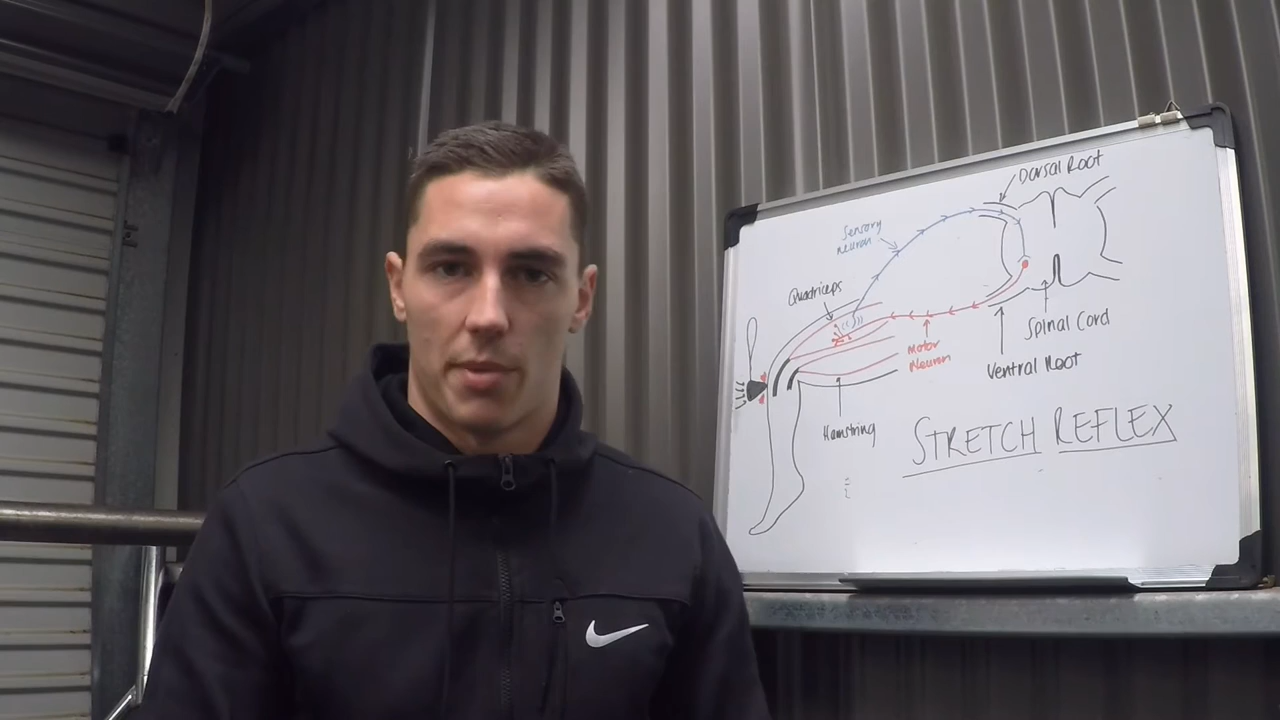 Dorsal Root
Sensory
neuron
Quadriceps
Spinal Cord
Motor
Neuron
Ventral Root
Hamstring
STRETCH REFLEX